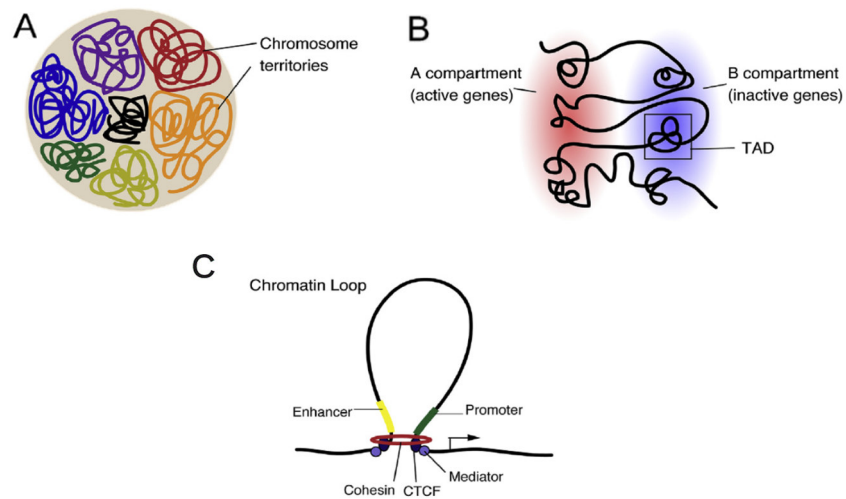 A
Chromosome
territories
B
A compartment
(active genes)
B compartment
(inactive genes)
TAD
C
Chromatin Loop
Enhancer
Promoter
Mediator
Cohesin CTCF